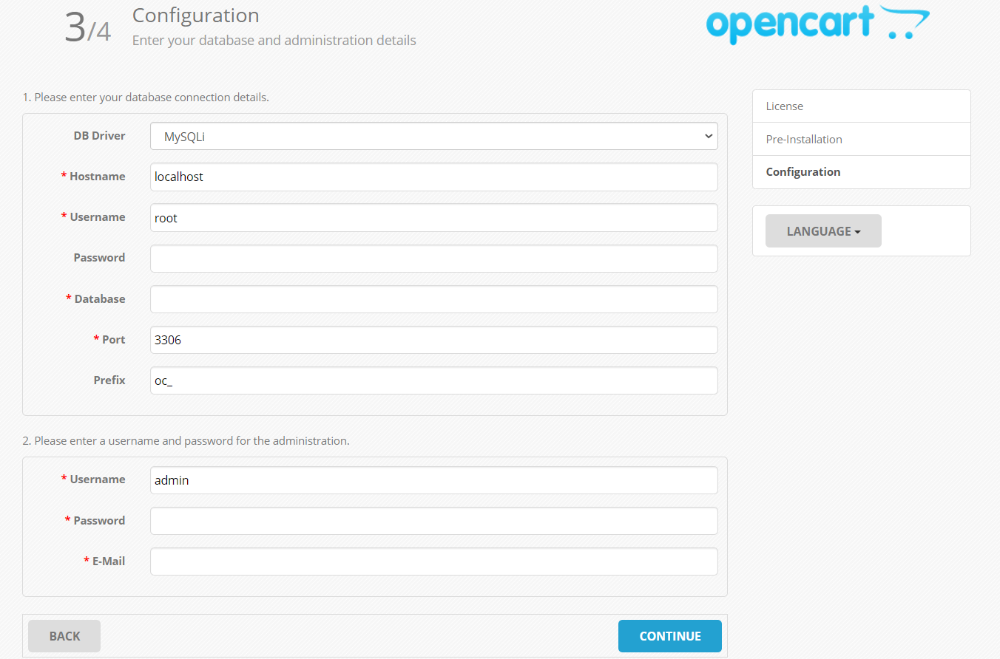 3/4
Configuration
Enter your database and administration details
opencart
1. Please enter your database connection details.
DB Driver MySQLi
* Hostname localhost
* Username root
Password
* Database
* Port 3306
Prefix oc_
2. Please enter a username and password for the administration.
* Username admin
* Password
* E-Mail
BACK CONTINUE
License
Pre-Installation
Configuration
LANGUAGE